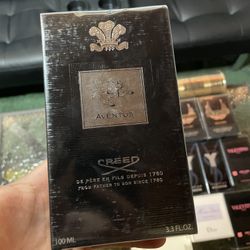 AVENTUS
CREED
DE PÈRE EN FILS DEPUIS 1760
FROM FATHER TO SON SINCE 1760
100 ML
3.3 FL.OZ.